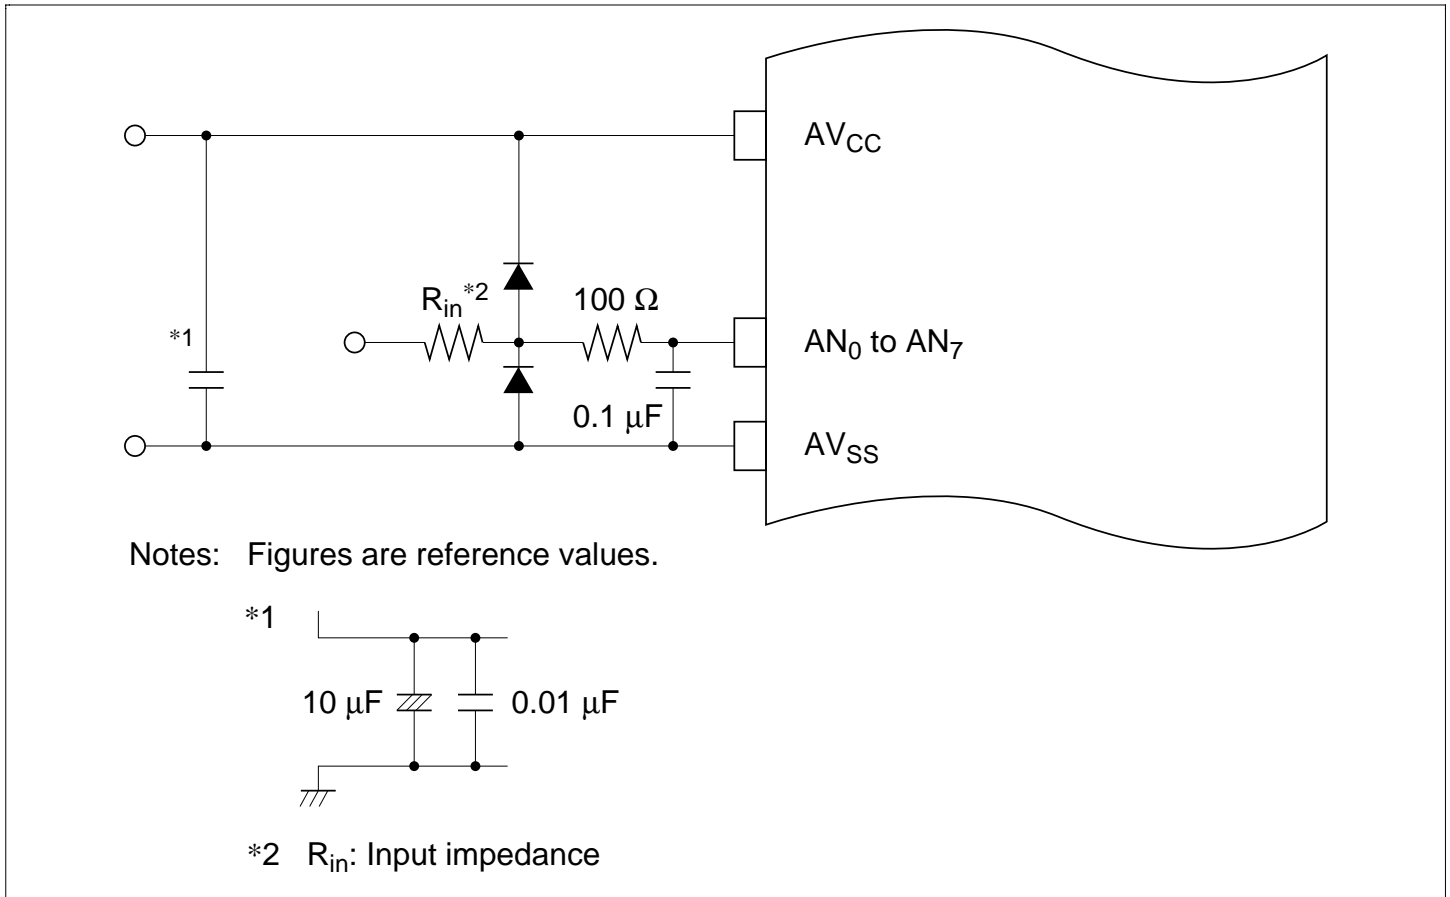 AVCC
Rin*2
100 Ω
*1
AN0 to AN7
0.1 μF
AVSS
Notes: Figures are reference values.
*1
10 μF
0.01 μF
*2 Rin: Input impedance